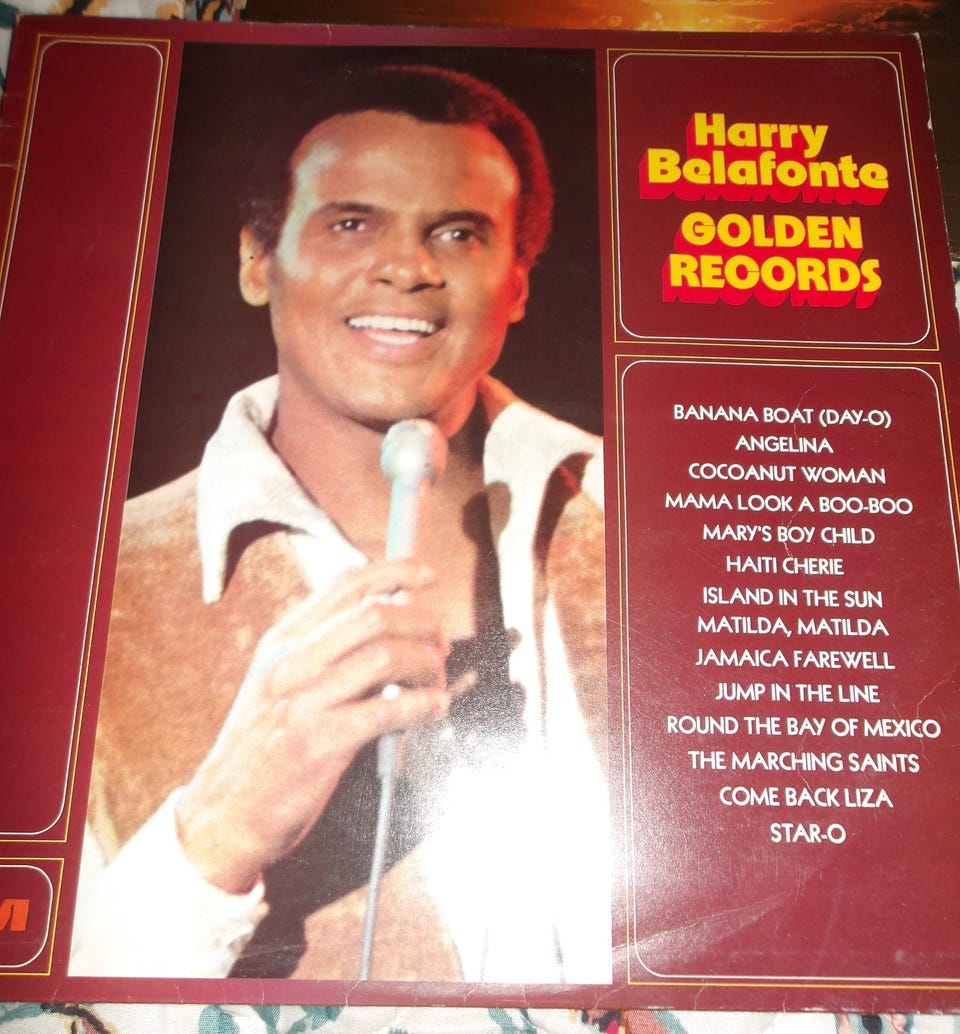 Harry
Belafonte
GOLDEN
RECORDS
BANANA BOAT (DAY-O)
ANGELINA
COCOANUT WOMAN
MAMA LOOK A BOO-BOO
MARY'S BOY CHILD
HAITI CHERIE
ISLAND IN THE SUN
MATILDA, MATILDA
JAMAICA FAREWELL
JUMP IN THE LINE
ROUND THE BAY OF MEXICO
THE MARCHING SAINTS
COME BACK LIZA
STAR-O